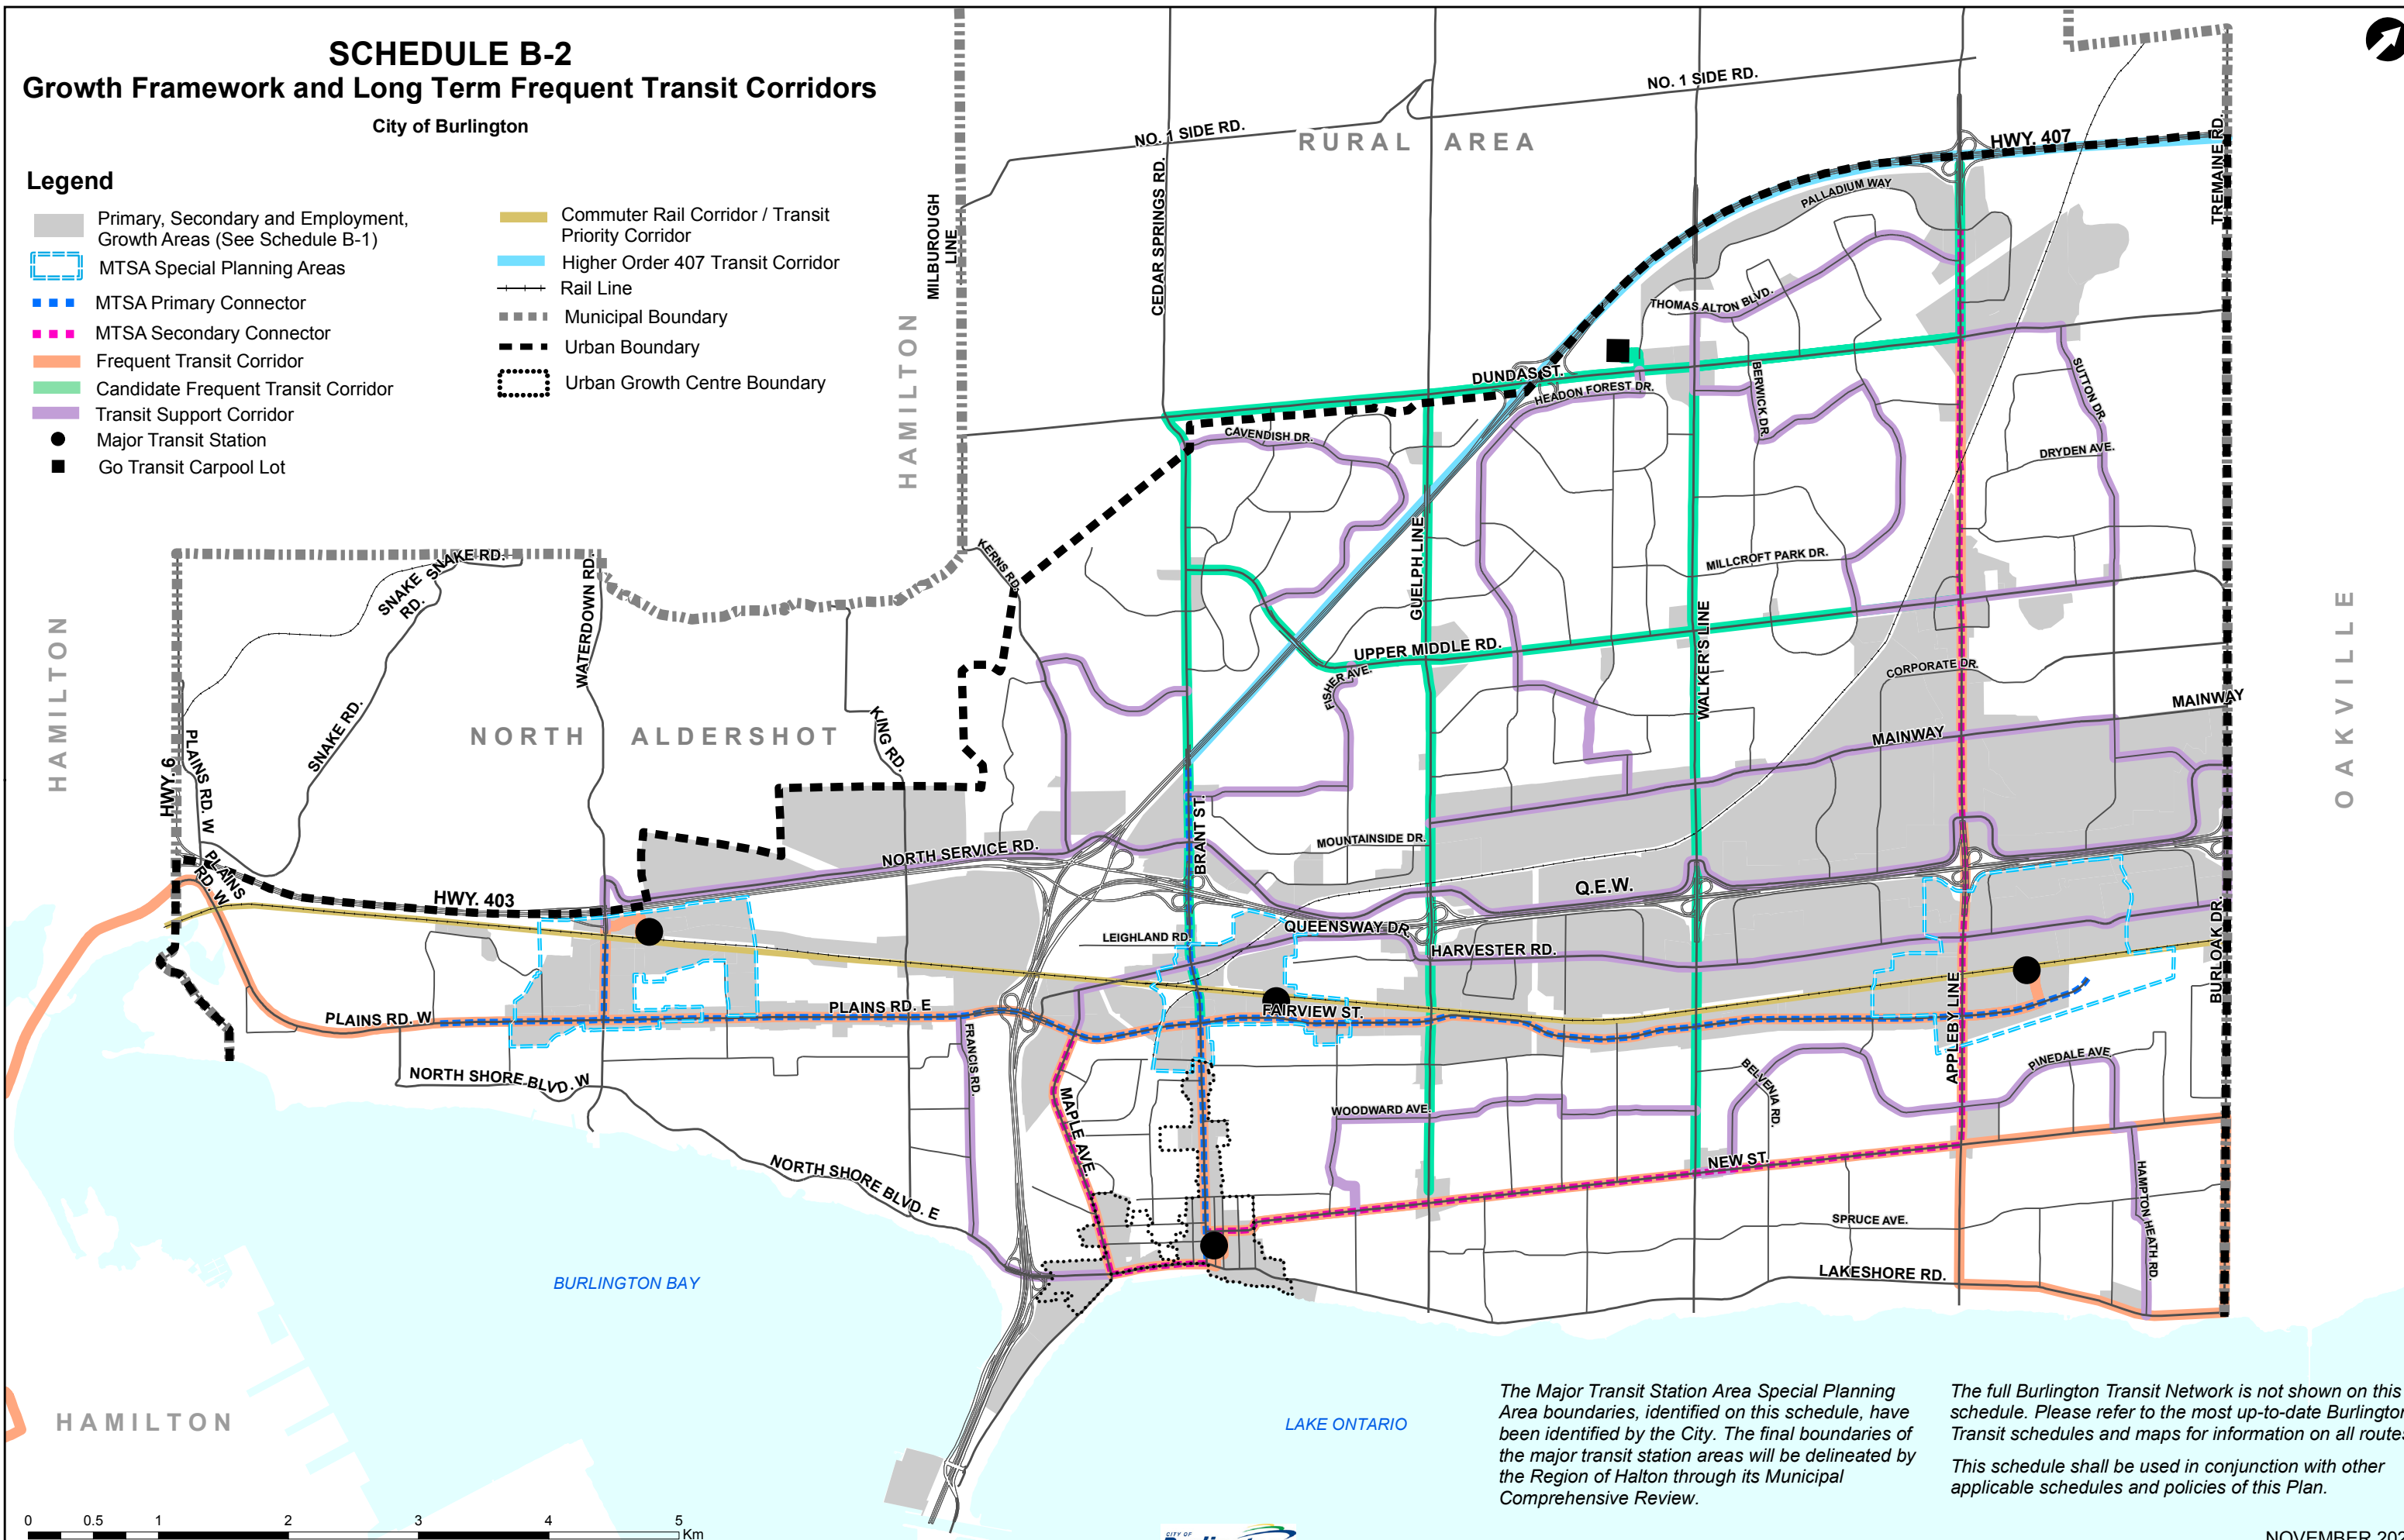 SCHEDULE B-2
Growth Framework and Long Term Frequent Transit Corridors
City of Burlington
Legend
Primary, Secondary and Employment,
Growth Areas (See Schedule B-1)
MTSA Special Planning Areas
MTSA Primary Connector
MTSA Secondary Connector
Frequent Transit Corridor
Candidate Frequent Transit Corridor
Transit Support Corridor
Major Transit Station
Go Transit Carpool Lot
Commuter Rail Corridor / Transit
Priority Corridor
Higher Order 407 Transit Corridor
Rail Line
Municipal Boundary
Urban Boundary
Urban Growth Centre Boundary
NO. 1 SIDE RD.
NO. 1 SIDE RD.
RURAL AREA
HWY. 407
TREMAINE RD.
MILBOROUGH
LINE
CEDAR SPRINGS RD.
PALLADIUM WAY
THOMAS ALTON BLVD.
HAMILTON
DUNDAS ST.
HEADON FOREST DR.
BERWICK DR.
SUTTON DR.
CAVENDISH DR.
DRYDEN AVE.
KERNS RD.
SNAKE RD.
SNAKE
RD.
WATERDOWN RD.
GUELPH LINE
MILLCROFT PARK DR.
WALKER'S LINE
HAMILTON
OAKVILLE
UPPER MIDDLE RD.
FISHER AVE.
CORPORATE DR.
MAINWAY
MAINWAY
SNAKE RD.
NORTH ALDERSHOT
KING RD.
HWY. 6
PLAINS RD. W
BRANT ST.
MOUNTAINSIDE DR.
NORTH SERVICE RD.
PLAINS
RD. W
HWY. 403
Q.E.W.
QUEENSWAY DR.
LEIGHLAND RD.
HARVESTER RD.
BURLOAK DR.
APPLEBY LINE
PLAINS RD. W
PLAINS RD. E
FAIRVIEW ST.
FRANCIS RD.
NORTH SHORE BLVD. W
MAPLE AVE.
BELVENIA RD.
PINEDALE AVE.
WOODWARD AVE.
NEW ST.
NORTH SHORE BLVD. E
HAMPTON HEATH RD.
SPRUCE AVE.
LAKESHORE RD.
BURLINGTON BAY
LAKE ONTARIO
HAMILTON
The Major Transit Station Area Special Planning
Area boundaries, identified on this schedule, have
been identified by the City. The final boundaries of
the major transit station areas will be delineated by
the Region of Halton through its Municipal
Comprehensive Review.
The full Burlington Transit Network is not shown on this
schedule. Please refer to the most up-to-date Burlington
Transit schedules and maps for information on all routes
This schedule shall be used in conjunction with other
applicable schedules and policies of this Plan.
0 0.5 1 2 3 4 5
Km
CITY OF
NOVEMBER 202